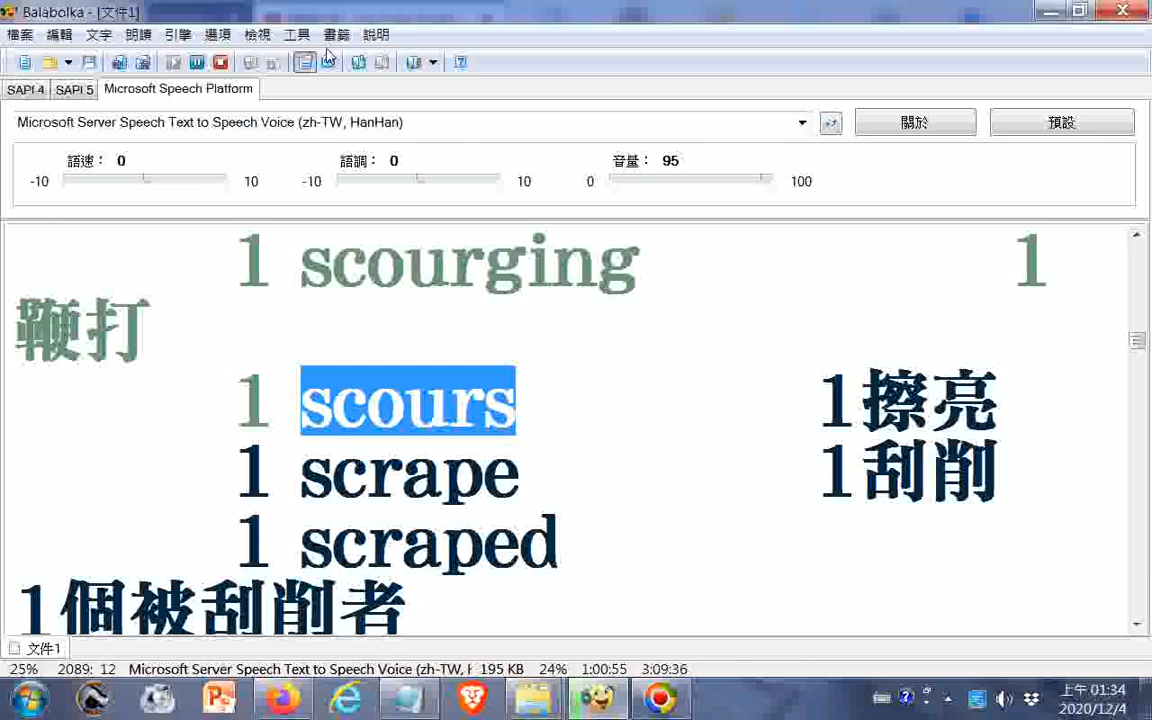 Balabolka - [文件1]
檔案 編輯 文字 朗讀 引擎 選項 檢視 工具 書籤 說明
SAPI 4 SAPI 5 Microsoft Speech Platform
Microsoft Server Speech Text to Speech Voice (zh-TW, HanHan) 關於 預設
語速： 0 語調： 0 音量： 95
-10 10 -10 10 0 100
1 scourging 1
鞭打
1 scours 1擦亮
1 scrape 1刮削
1 scraped
1個被刮削者
文件1
25% 2089: 12 Microsoft Server Speech Text to Speech Voice (zh-TW, 195 KB 24% 1:00:55 3:09:36
上午 01:34
2020/12/4